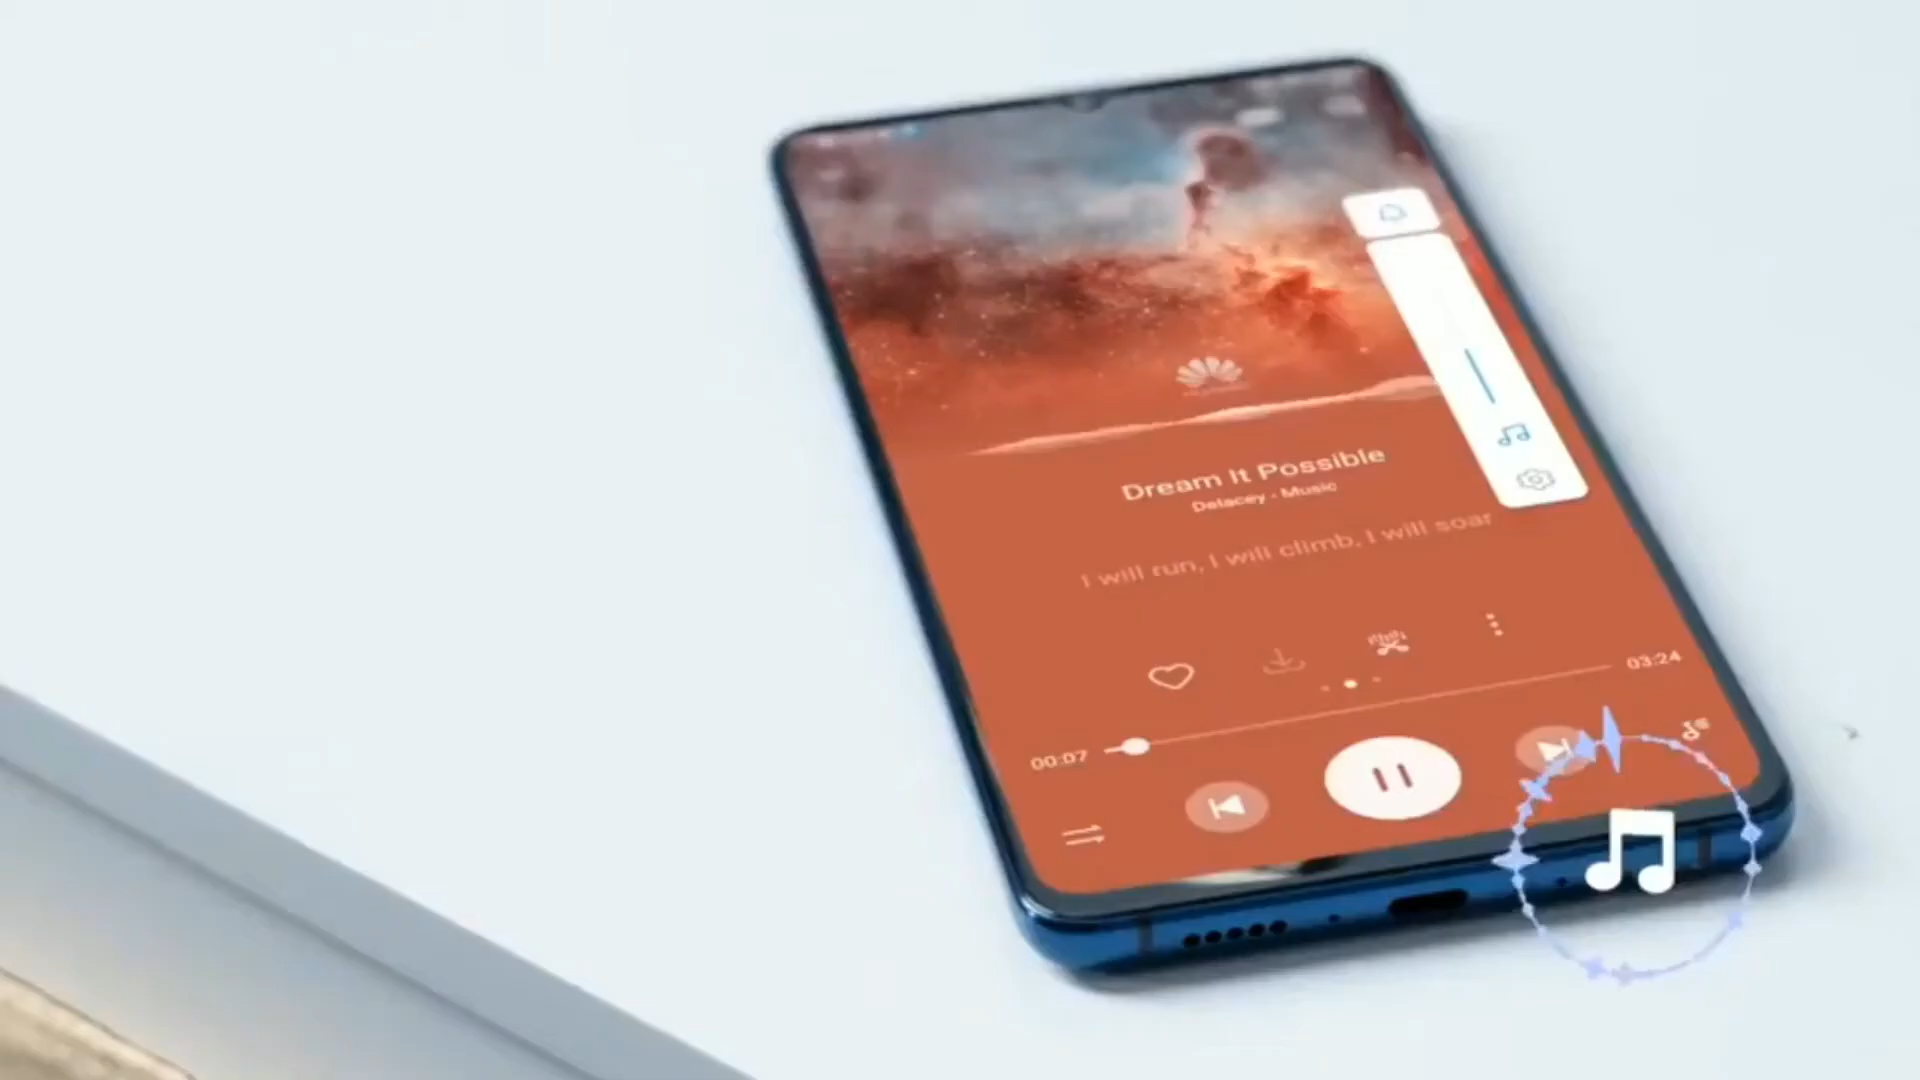 Dream It Possible
Delacey - Music
I will run, I will climb, I will soar
03:24
00:07